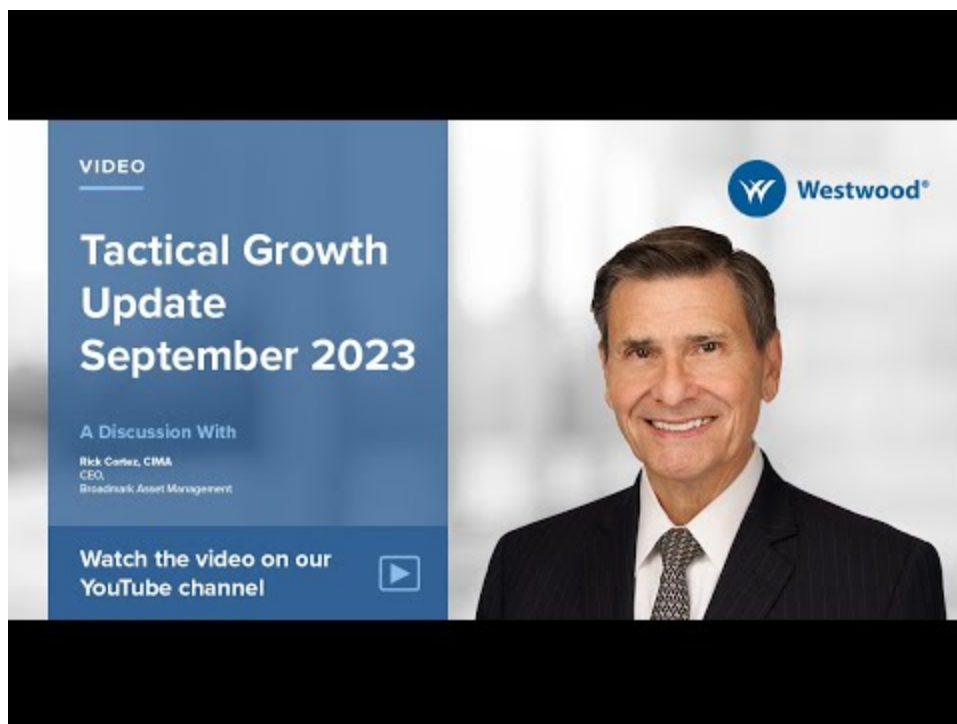 VIDEO
Tactical Growth
Update
September 2023
A Discussion With
Rick Cortez, CIMA
CEO,
Broadmark Asset Management
Watch the video on our
YouTube channel
Westwood®